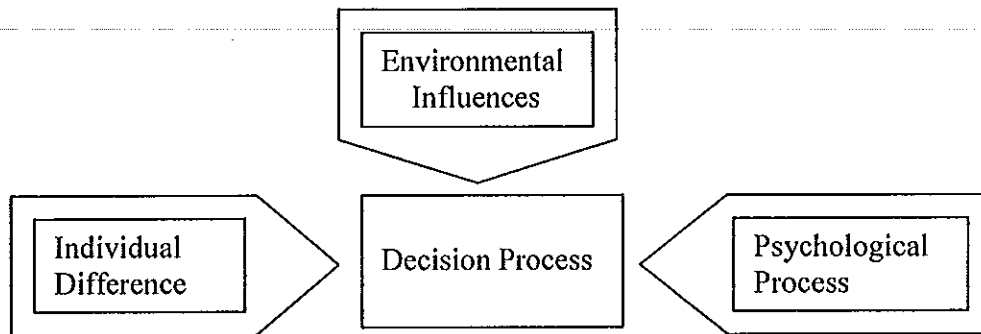 Environmental
Influences
Individual
Difference
Decision Process
Psychological
Process